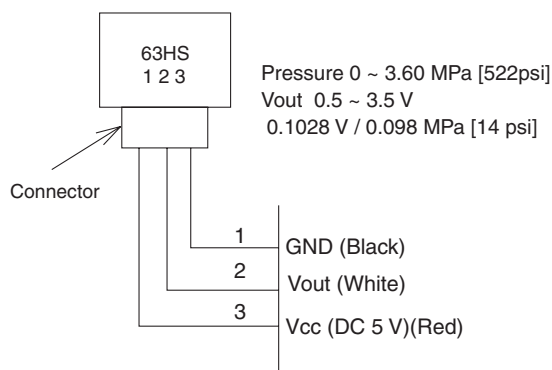 63HS
1 2 3
Pressure 0 ~ 3.60 MPa [522psi]
Vout 0.5 ~ 3.5 V
0.1028 V / 0.098 MPa [14 psi]
Connector
1
GND (Black)
2
Vout (White)
3
Vcc (DC 5 V)(Red)